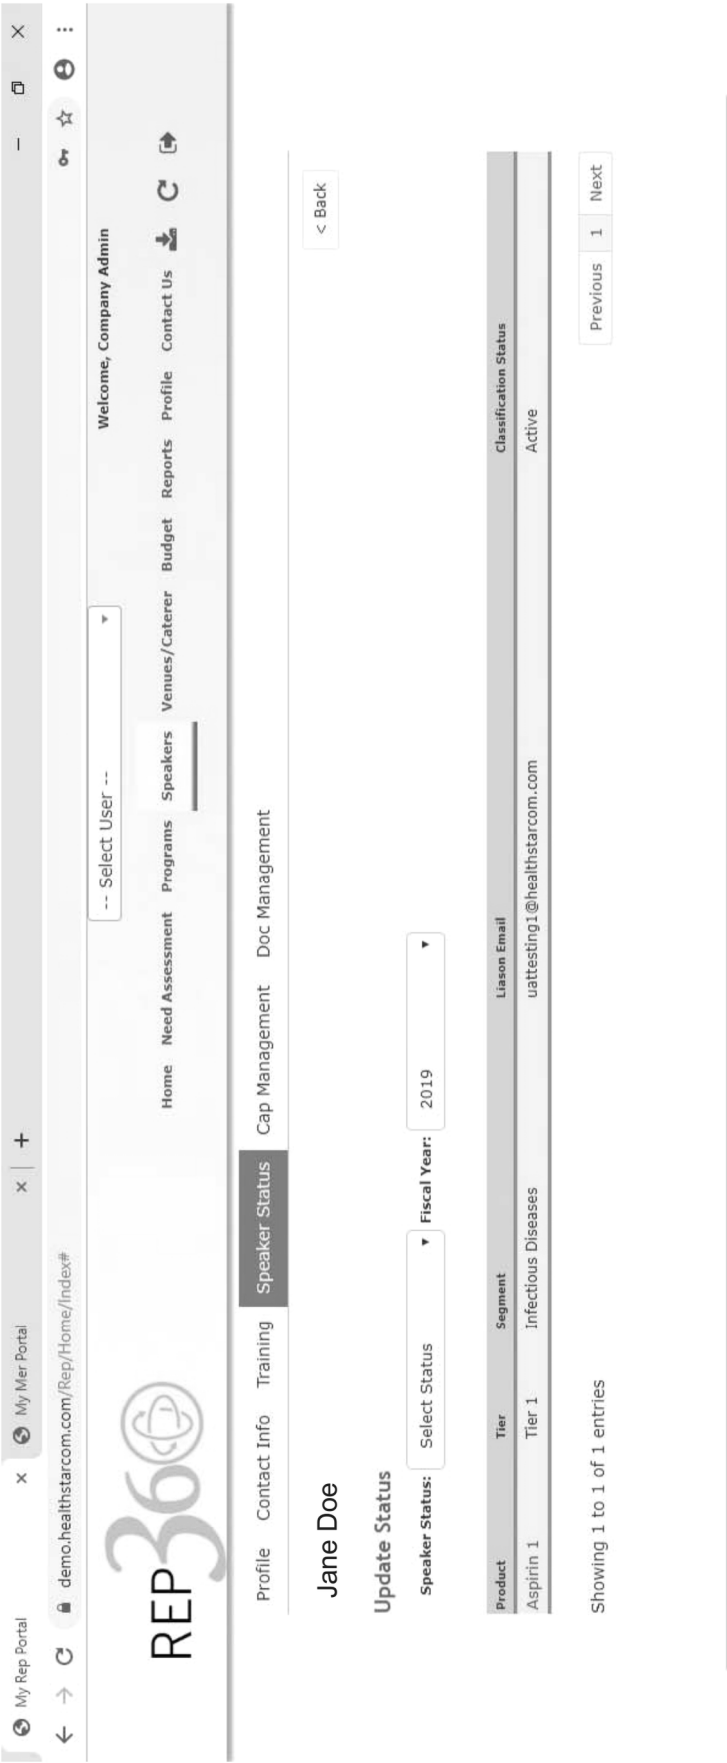 My Rep Portal × My Mer Portal × +
demo.healthstarcom.com/Rep/Home/Index#
-- Select User -- Welcome, Company Admin
REP360
Home Need Assessment Programs Speakers Venues/Caterer Budget Reports Profile Contact Us
Profile Contact Info Training Speaker Status Cap Management Doc Management
< Back
Jane Doe
Update Status
Speaker Status: Select Status Fiscal Year: 2019
Product Tier Segment Liason Email Classification Status
Aspirin 1 Tier 1 Infectious Diseases uattesting1@healthstarcom.com Active
Showing 1 to 1 of 1 entries Previous 1 Next